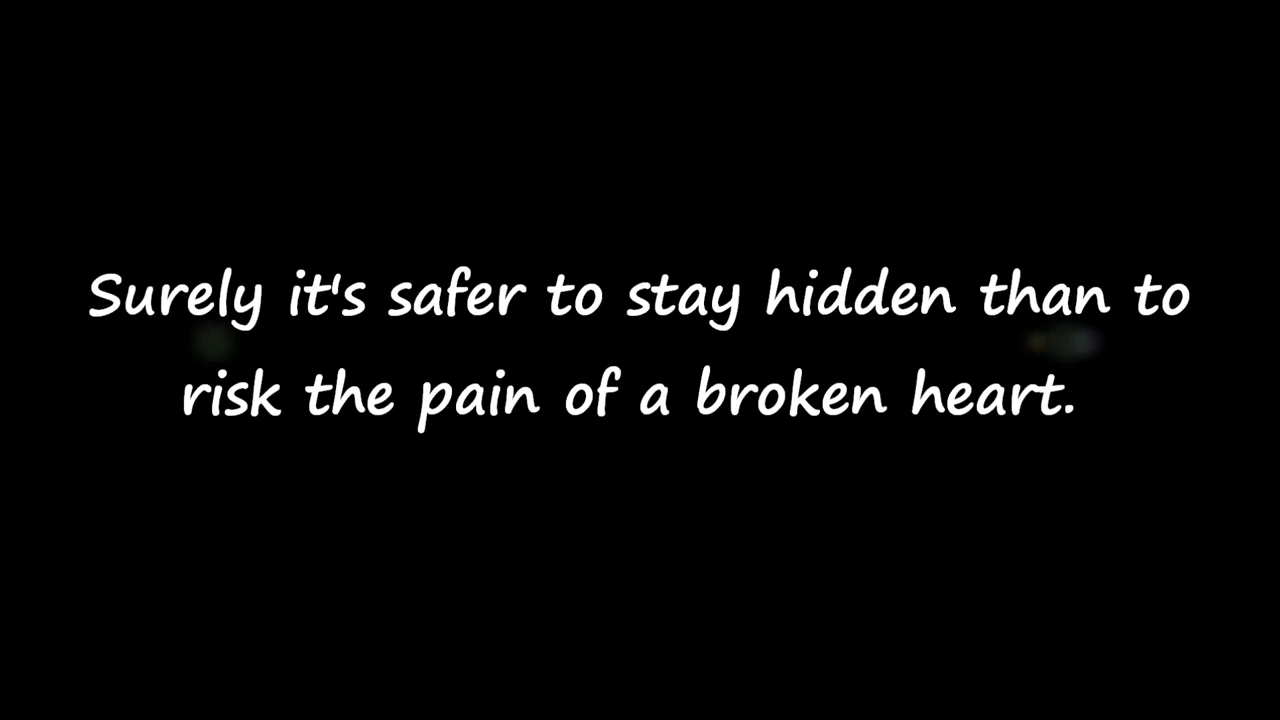 Surely it's safer to stay hidden than to
risk the pain of a broken heart.